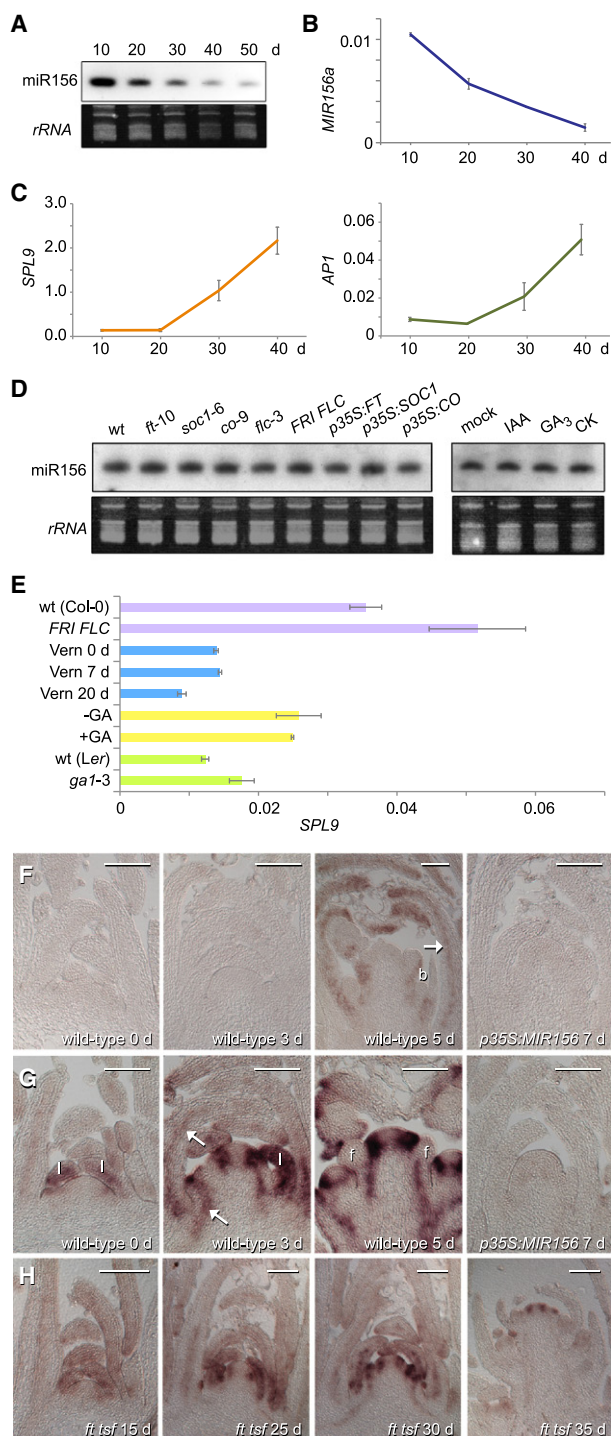 A
10 20 30 40 50 d
miR156
rRNA
B
0.01
0
MIR156a
10 20 30 40 d
C
3.0
2.0
1.0
0.0
SPL9
10 20 30 40 d
0.06
0.04
0.02
0
AP1
10 20 30 40 d
D
wt ft-10 soc1-6 co-9 flc-3 FRI FLC p35S:FT p35S:SOC1 p35S:CO
mock IAA GA3 CK
miR156
rRNA
E
wt (Col-0)
FRI FLC
Vern 0 d
Vern 7 d
Vern 20 d
-GA
+GA
wt (Ler)
ga1-3
0 0.02 0.04 0.06
SPL9
F
b
wild-type 0 d wild-type 3 d wild-type 5 d p35S:MIR156 7 d
G
l l l f f
wild-type 0 d wild-type 3 d wild-type 5 d p35S:MIR156 7 d
H
ft tsf 15 d ft tsf 25 d ft tsf 30 d ft tsf 35 d